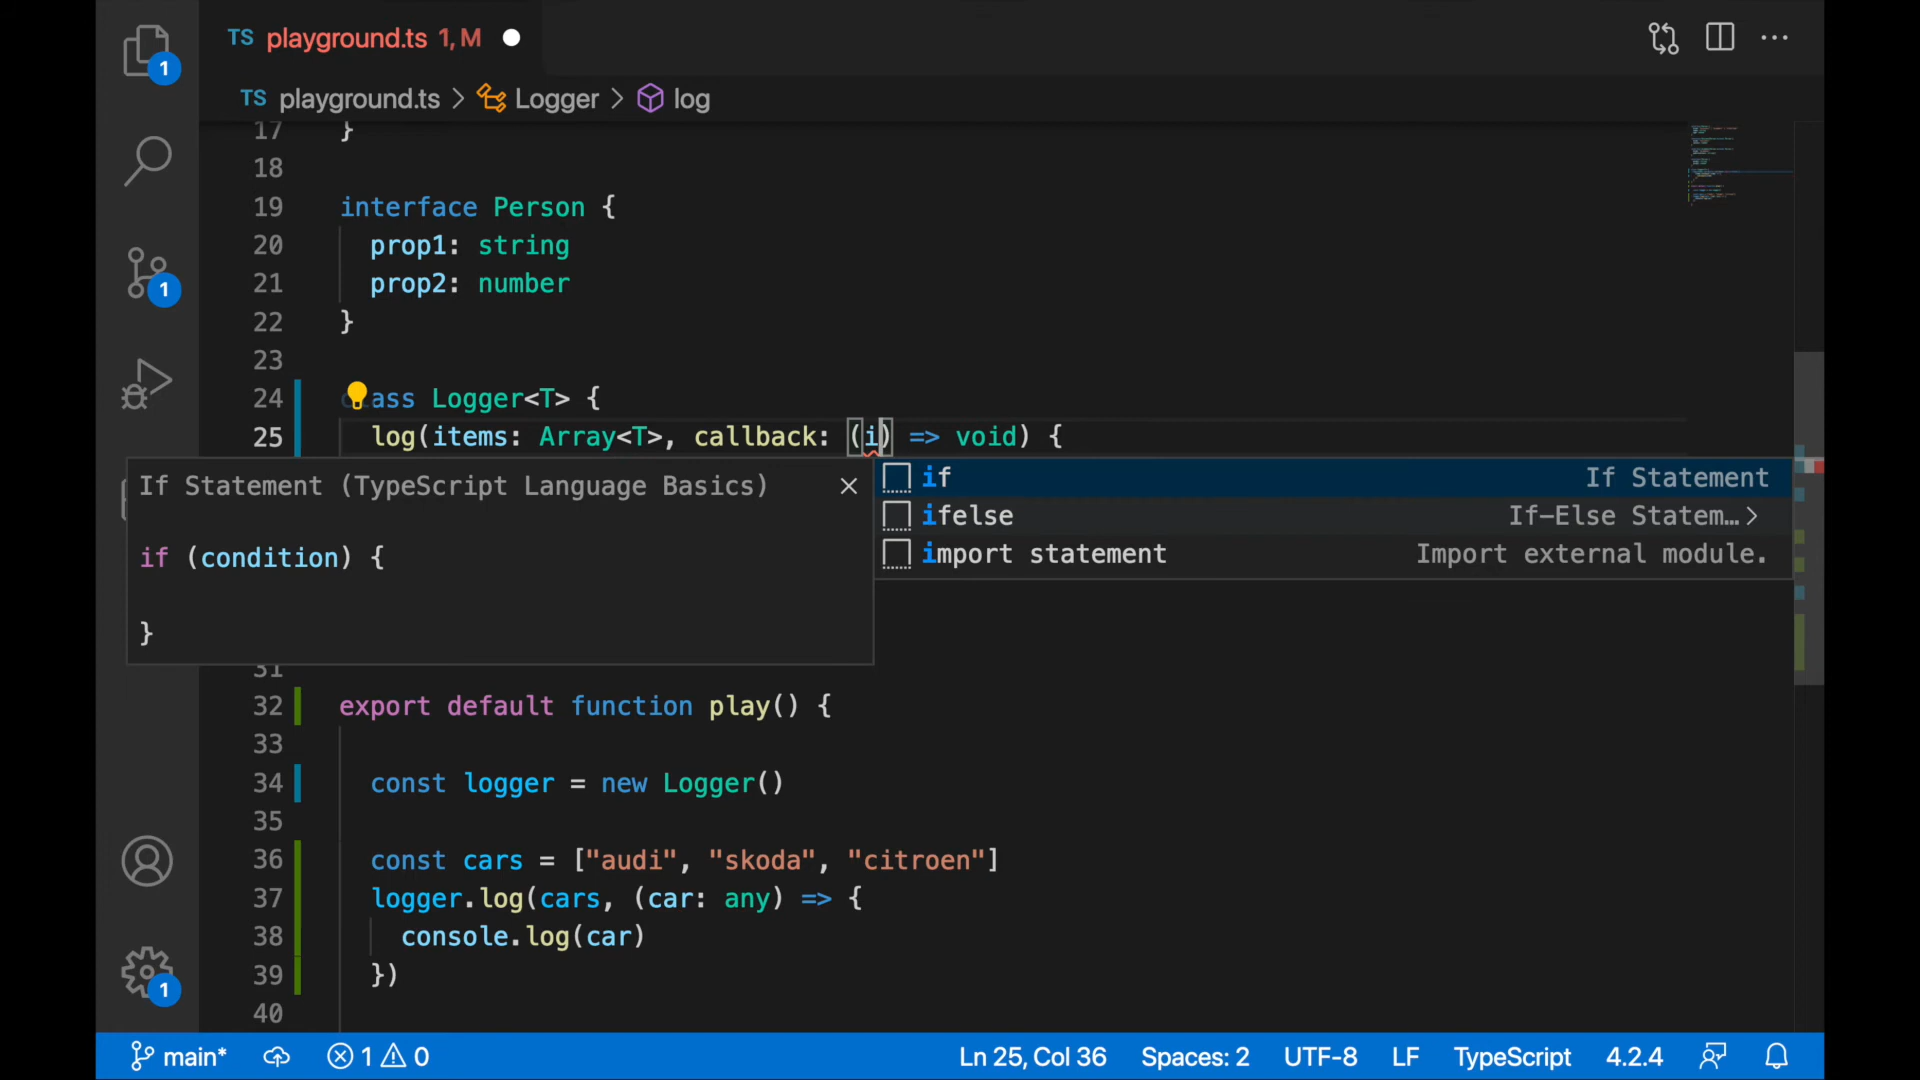 TS playground.ts 1, M
1
TS playground.ts > Logger > log
17 }
18
19 interface Person {
20 prop1: string
21 prop2: number
22 }
23
24 class Logger<T> {
25 log(items: Array<T>, callback: (i) => void) {
1
If Statement (TypeScript Language Basics)
if (condition) {
}
if If Statement
ifelse If-Else Statem…
import statement Import external module.
31
32 export default function play() {
33
34 const logger = new Logger()
35
36 const cars = ["audi", "skoda", "citroen"]
37 logger.log(cars, (car: any) => {
38 console.log(car)
39 })
40
1
main* 1 0 Ln 25, Col 36 Spaces: 2 UTF-8 LF TypeScript 4.2.4